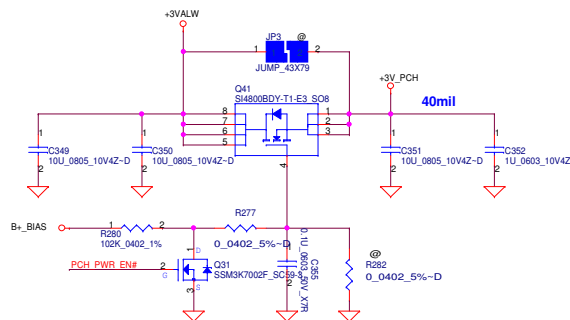 +3VALW
JP3 @
1 2
JUMP_43X79
Q41
SI4800BDY-T1-E3_SO8
+3V_PCH
40mil
8 1
7 2
6 3
5
4
1
2
C349
10U_0805_10V4Z~D
1
2
C350
10U_0805_10V4Z~D
1
2
C351
10U_0805_10V4Z~D
1
2
C352
1U_0603_10V4Z
B+_BIAS
1 2
R280
102K_0402_1%
R277
0_0402_5%~D
PCH_PWR_EN#
2
G
1
D
3
S
Q31
SSM3K7002F_SC59-3
1
2
C355
0.1U_0603_50V_X7R
@
R282
0_0402_5%~D